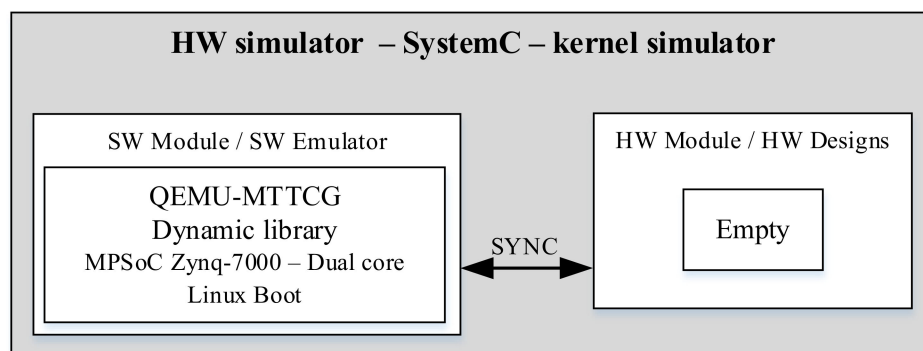 HW simulator – SystemC – kernel simulator
SW Module / SW Emulator
QEMU-MTTCG
Dynamic library
MPSoC Zynq-7000 – Dual core
Linux Boot
SYNC
HW Module / HW Designs
Empty